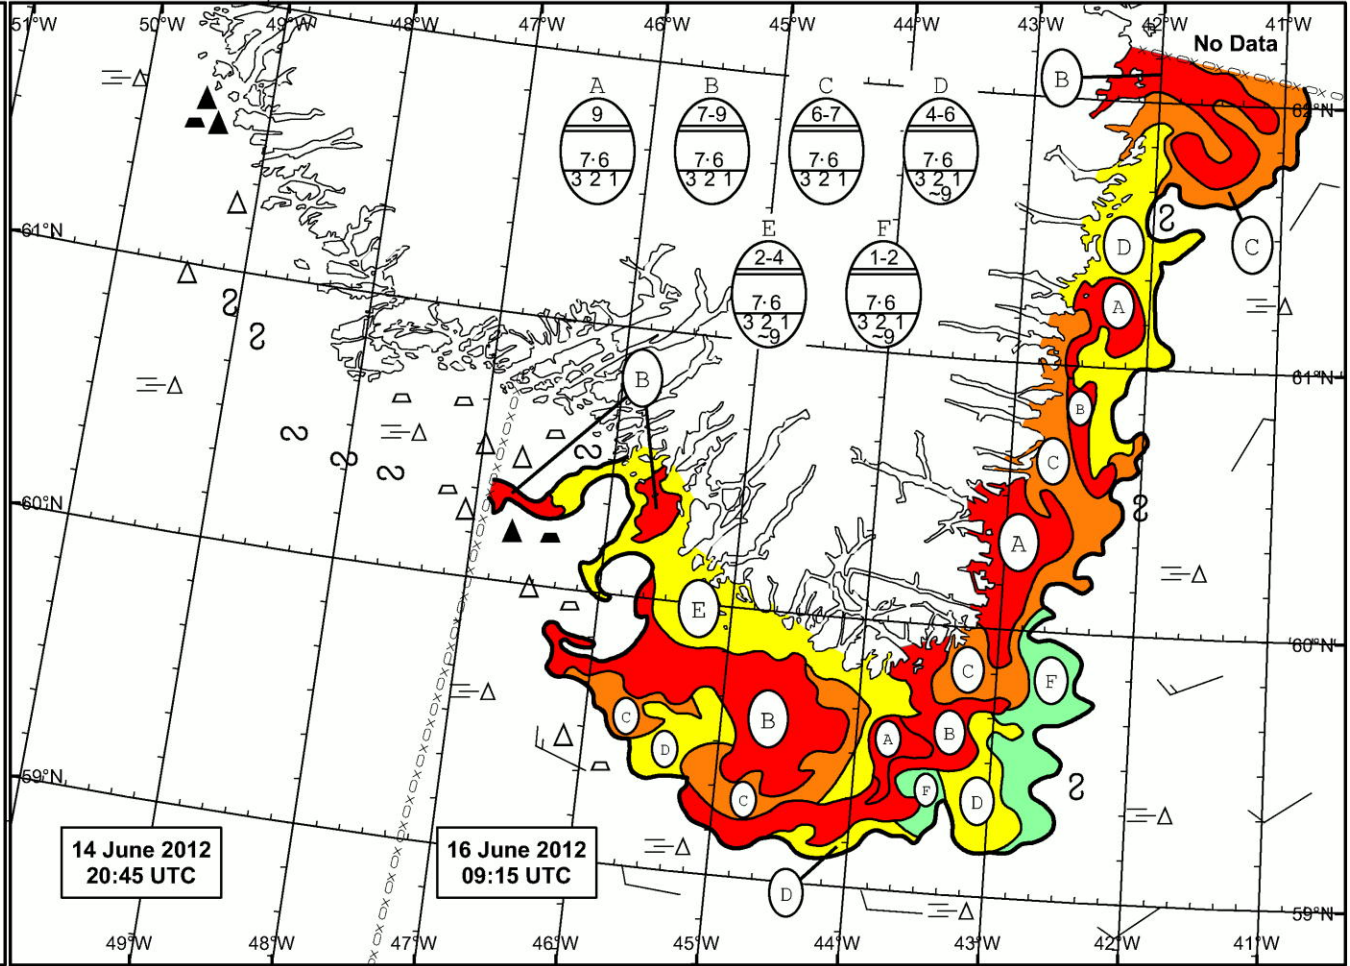 51°W 50°W 49°W 48°W 47°W 46°W 45°W 44°W 43°W 42°W 41°W
No Data
B
62°N
A B C D
9 7-9 6-7 4-6
7·6 7·6 7·6 7·6
3 2 1 3 2 1 3 2 1 3 2 1
~9
61°N
E F
D
C
2-4 1-2
7·6 7·6
3 2 1 3 2 1
~9 ~9
A
B
61°N
B
C
60°N
A
E
60°N
C
F
C
B
A
B
D
59°N
C
F
D
14 June 2012
20:45 UTC
16 June 2012
09:15 UTC
D
59°N
49°W 48°W 47°W 46°W 45°W 44°W 43°W 42°W 41°W